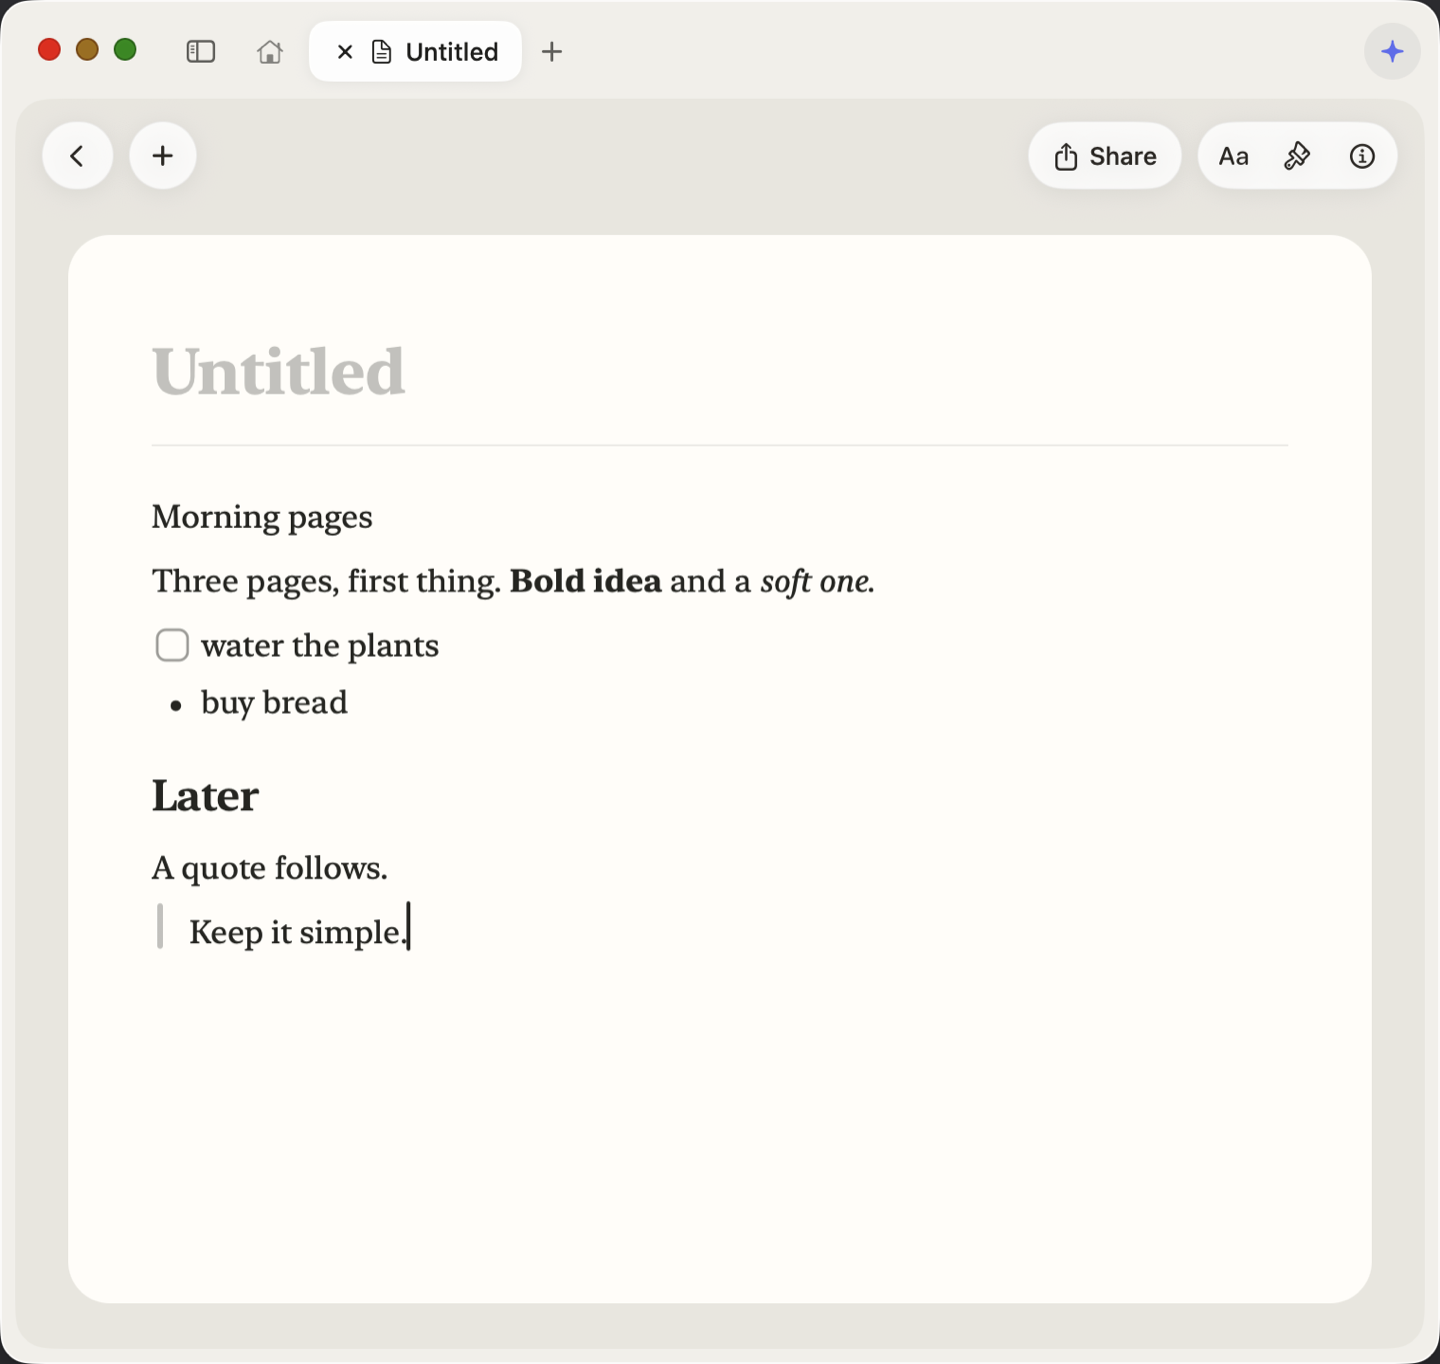 Untitled
Share
Aa
Untitled
Morning pages
Three pages, first thing. Bold idea and a soft one.
water the plants
• buy bread
Later
A quote follows.
Keep it simple.